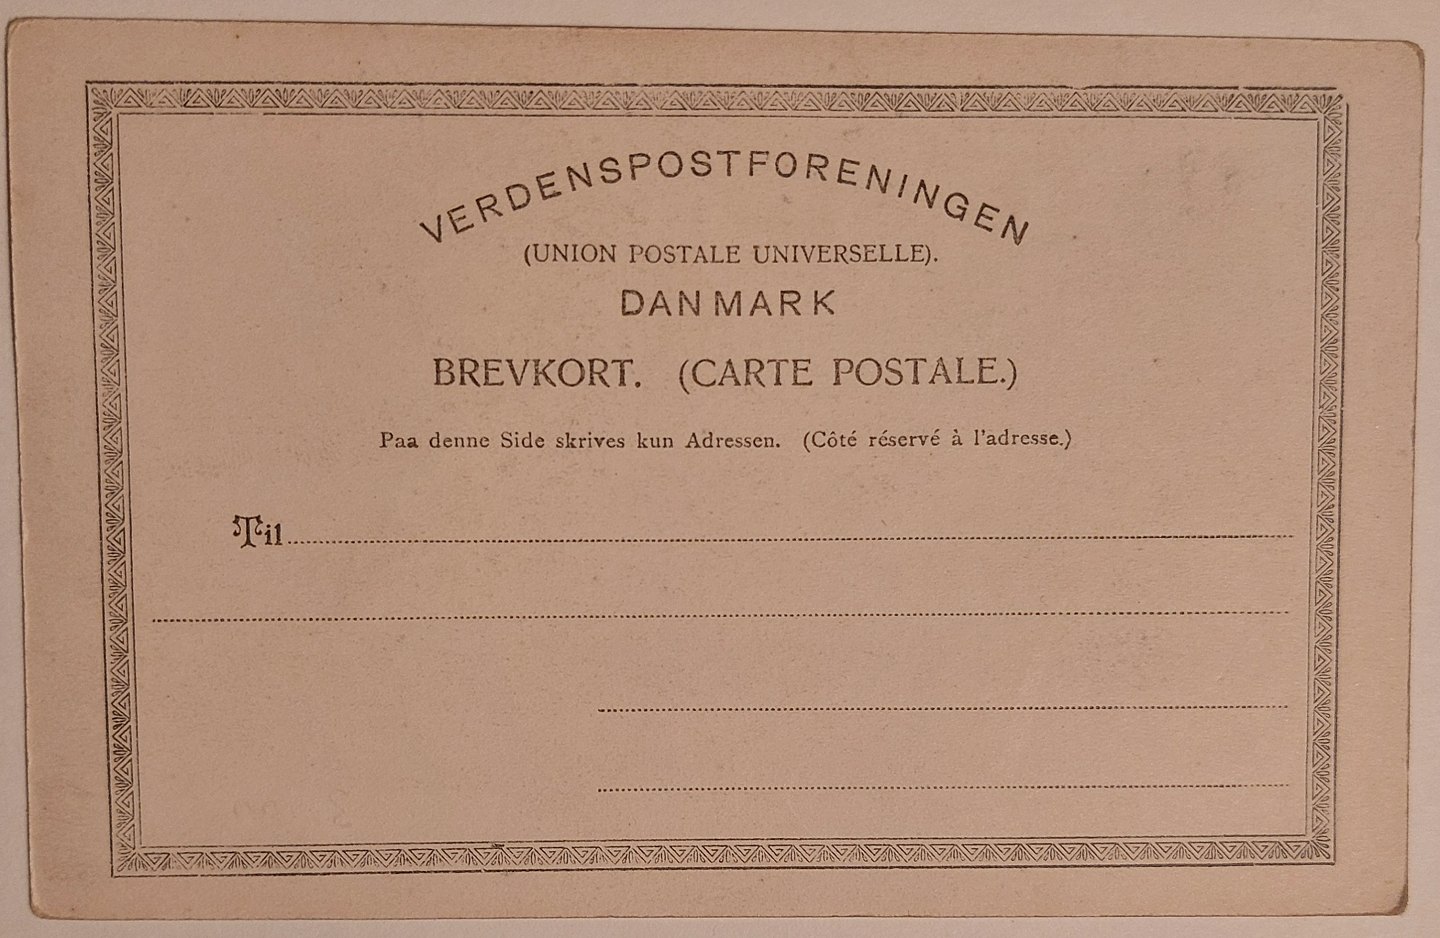 VERDENSPOSTFORENINGEN
(UNION POSTALE UNIVERSELLE).
DANMARK
BREVKORT. (CARTE POSTALE.)
Paa denne Side skrives kun Adressen. (Côté réservé à l'adresse.)
Til